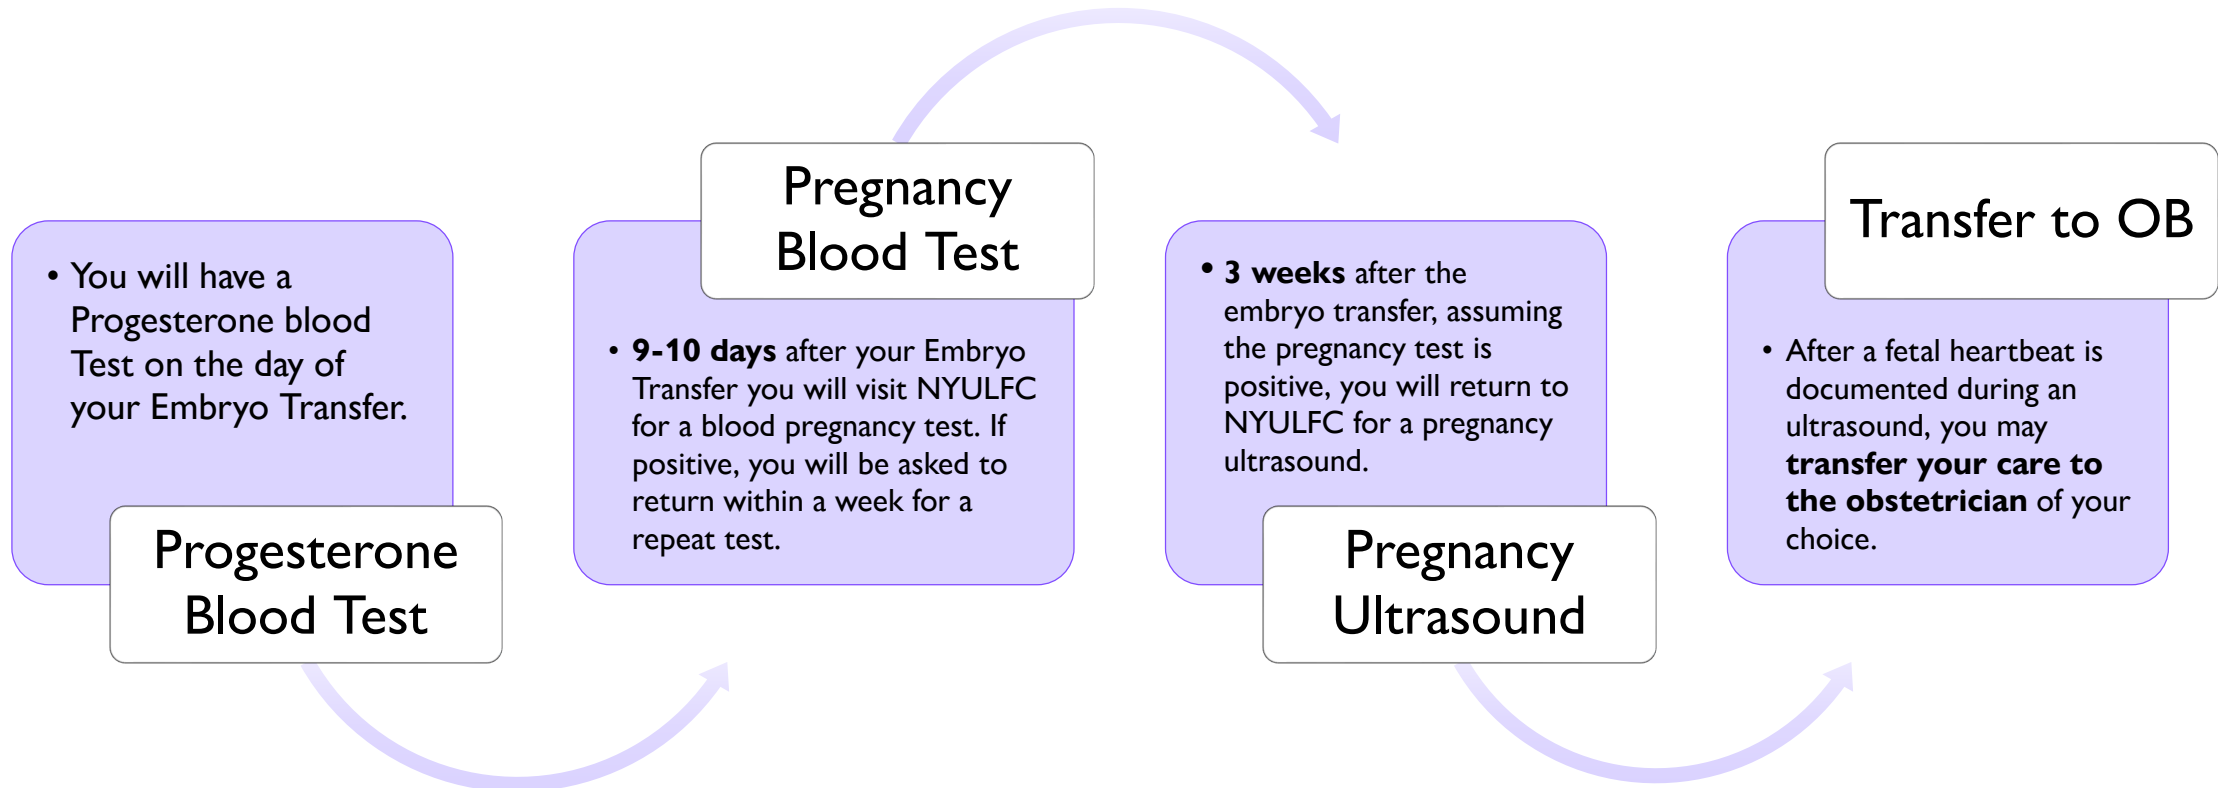 • You will have a
Progesterone blood
Test on the day of
your Embryo Transfer.
Progesterone
Blood Test
Pregnancy
Blood Test
• 9-10 days after your Embryo
Transfer you will visit NYULFC
for a blood pregnancy test. If
positive, you will be asked to
return within a week for a
repeat test.
• 3 weeks after the
embryo transfer, assuming
the pregnancy test is
positive, you will return to
NYULFC for a pregnancy
ultrasound.
Pregnancy
Ultrasound
Transfer to OB
• After a fetal heartbeat is
documented during an
ultrasound, you may
transfer your care to
the obstetrician of your
choice.